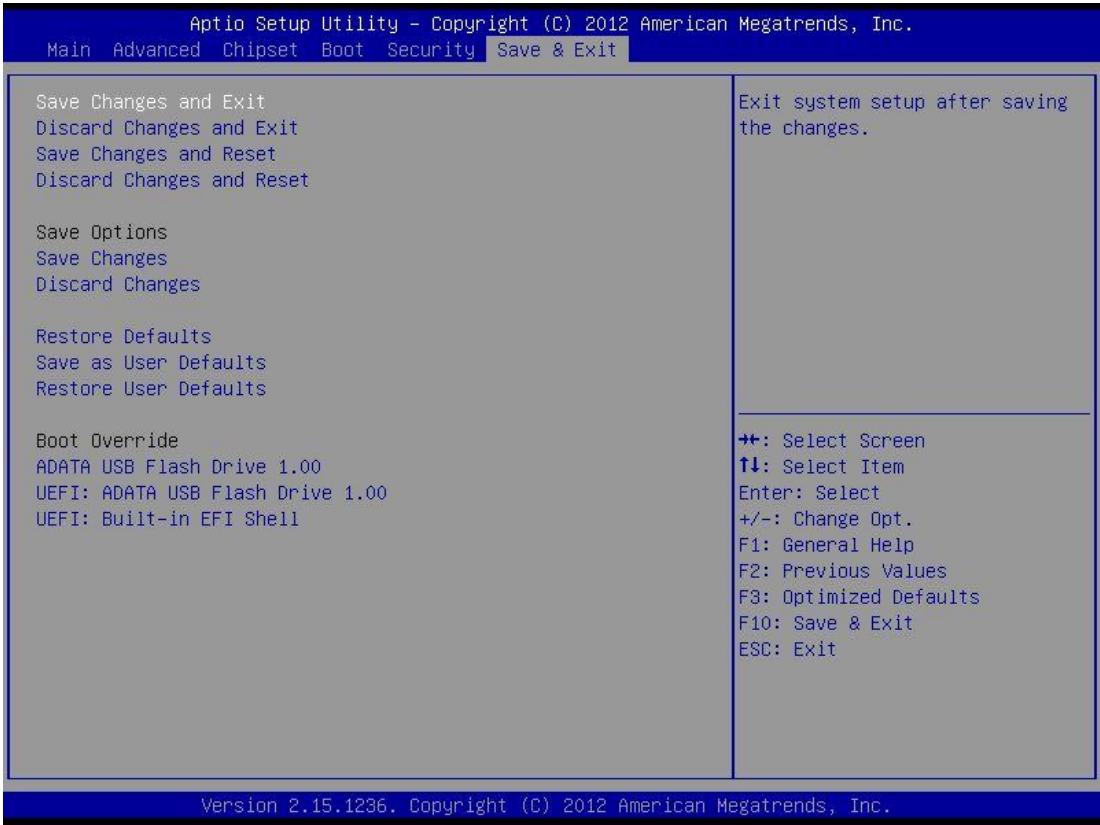 Aptio Setup Utility – Copyright (C) 2012 American Megatrends, Inc.
Main Advanced Chipset Boot Security Save & Exit
Save Changes and Exit
Discard Changes and Exit
Save Changes and Reset
Discard Changes and Reset
Save Options
Save Changes
Discard Changes
Restore Defaults
Save as User Defaults
Restore User Defaults
Boot Override
ADATA USB Flash Drive 1.00
UEFI: ADATA USB Flash Drive 1.00
UEFI: Built-in EFI Shell
Exit system setup after saving
the changes.
→←: Select Screen
↑↓: Select Item
Enter: Select
+/-: Change Opt.
F1: General Help
F2: Previous Values
F3: Optimized Defaults
F10: Save & Exit
ESC: Exit
Version 2.15.1236. Copyright (C) 2012 American Megatrends, Inc.